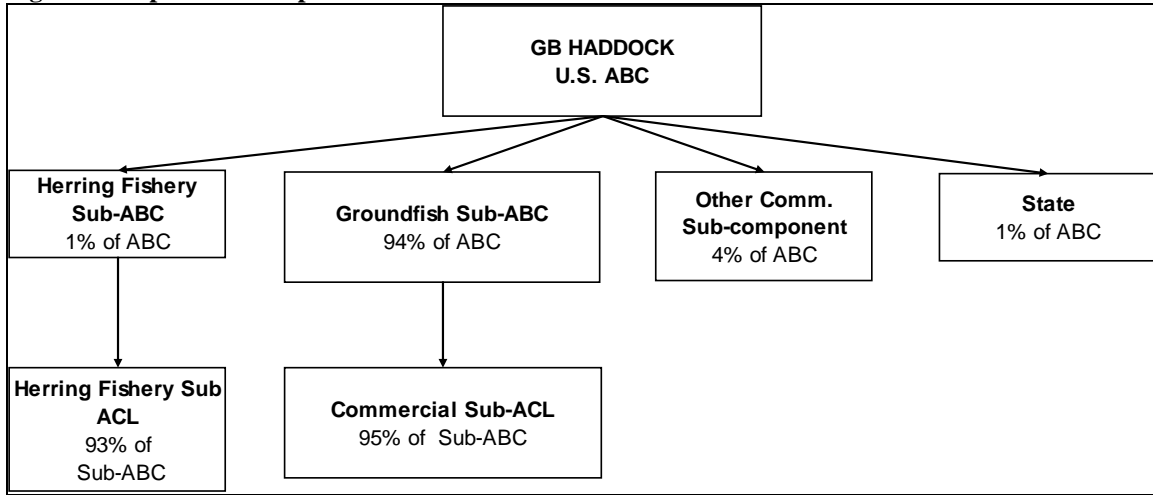 GB HADDOCK
U.S. ABC
Herring Fishery
Sub-ABC
1% of ABC
Groundfish Sub-ABC
94% of ABC
Other Comm.
Sub-component
4% of ABC
State
1% of ABC
Herring Fishery Sub
ACL
93% of
Sub-ABC
Commercial Sub-ACL
95% of Sub-ABC